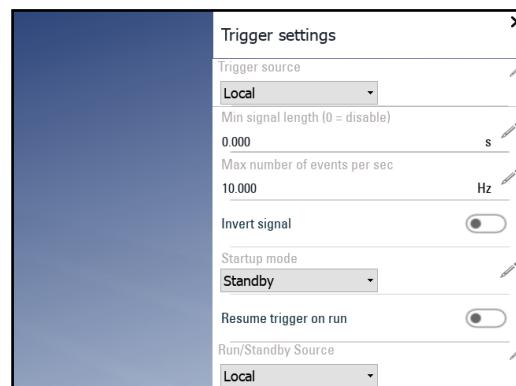 Trigger settings
Trigger source
Local
Min signal length (0 = disable)
0.000 s
Max number of events per sec
10.000 Hz
Invert signal
Startup mode
Standby
Resume trigger on run
Run/Standby Source
Local